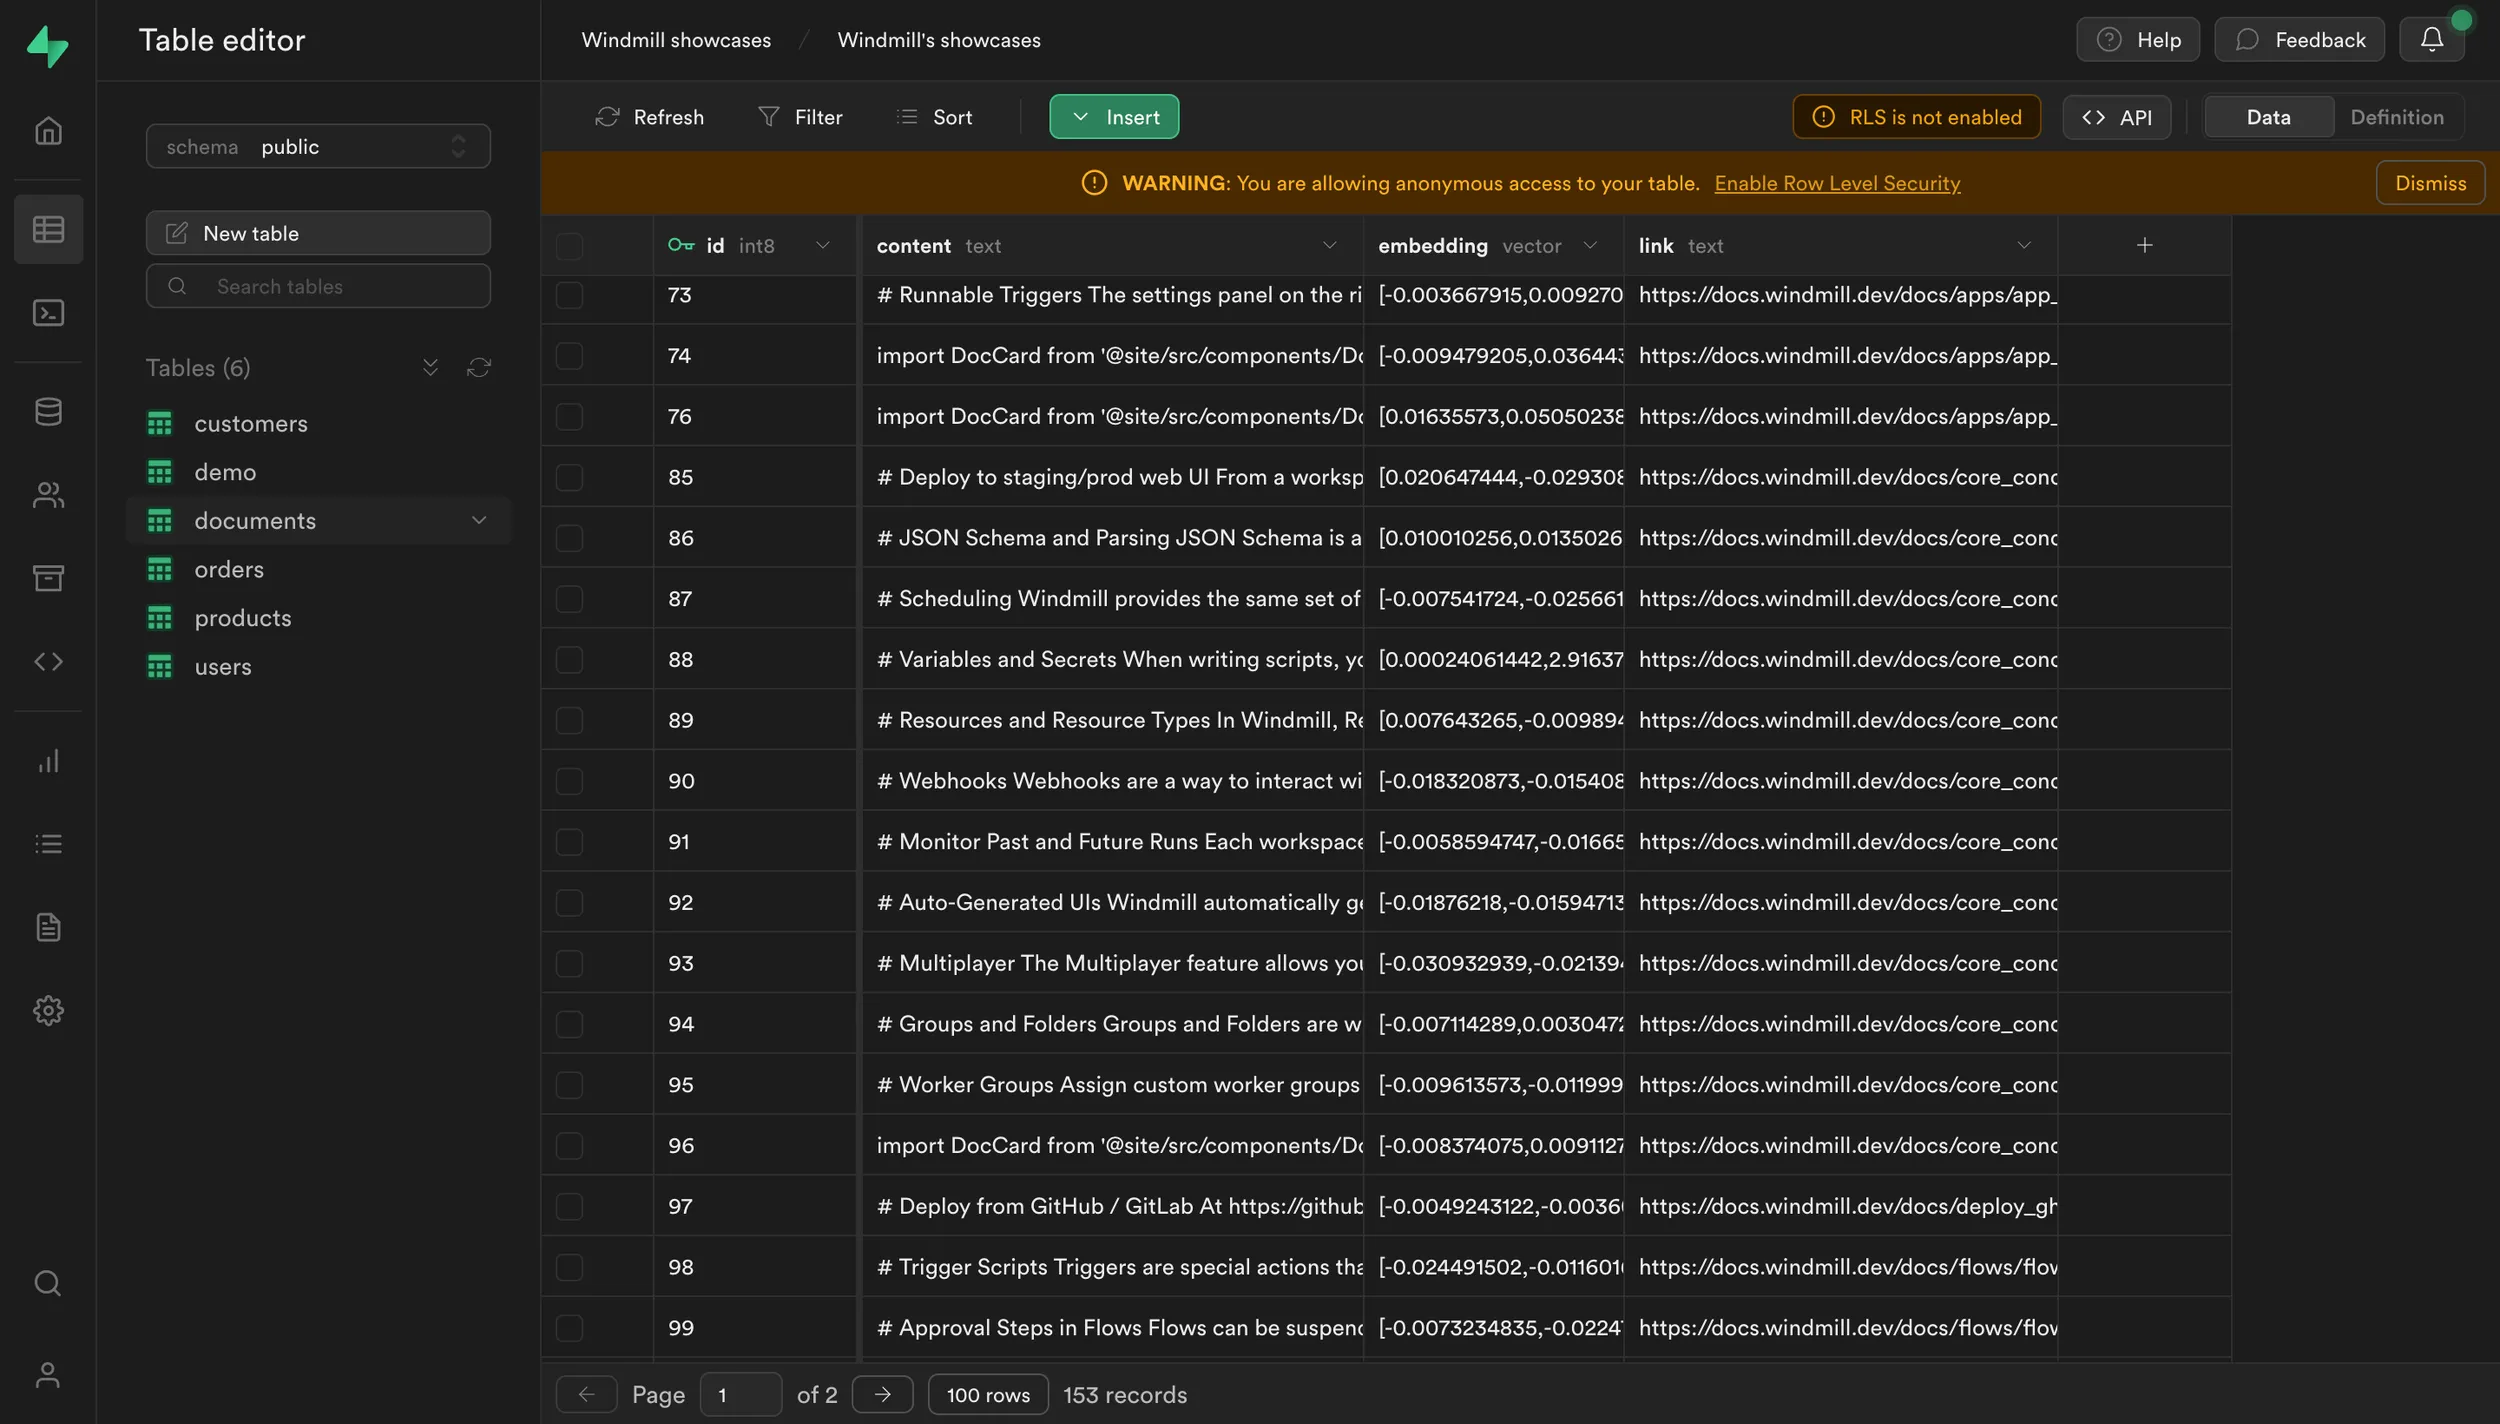 Table editor
Windmill showcases / Windmill's showcases
Help
Feedback
schema public
New table
Search tables
Tables (6)
customers
demo
documents
orders
products
users
Refresh
Filter
Sort
Insert
RLS is not enabled
API
Data
Definition
WARNING: You are allowing anonymous access to your table. Enable Row Level Security
Dismiss
id int8 content text embedding vector link text
73 # Runnable Triggers The settings panel on the ri [-0.003667915,0.009270 https://docs.windmill.dev/docs/apps/app_
74 import DocCard from '@site/src/components/Do [-0.009479205,0.036443 https://docs.windmill.dev/docs/apps/app_
76 import DocCard from '@site/src/components/Do [0.01635573,0.05050238 https://docs.windmill.dev/docs/apps/app_
85 # Deploy to staging/prod web UI From a worksp [0.020647444,-0.029308 https://docs.windmill.dev/docs/core_conc
86 # JSON Schema and Parsing JSON Schema is a [0.010010256,0.0135026 https://docs.windmill.dev/docs/core_conc
87 # Scheduling Windmill provides the same set of [-0.007541724,-0.025661 https://docs.windmill.dev/docs/core_conc
88 # Variables and Secrets When writing scripts, yo [0.00024061442,2.91637 https://docs.windmill.dev/docs/core_conc
89 # Resources and Resource Types In Windmill, Re [0.007643265,-0.009894 https://docs.windmill.dev/docs/core_conc
90 # Webhooks Webhooks are a way to interact wi [-0.018320873,-0.015408 https://docs.windmill.dev/docs/core_conc
91 # Monitor Past and Future Runs Each workspace [-0.0058594747,-0.01665 https://docs.windmill.dev/docs/core_conc
92 # Auto-Generated UIs Windmill automatically ge [-0.01876218,-0.01594713 https://docs.windmill.dev/docs/core_conc
93 # Multiplayer The Multiplayer feature allows you [-0.030932939,-0.021394 https://docs.windmill.dev/docs/core_conc
94 # Groups and Folders Groups and Folders are w [-0.007114289,0.0030472 https://docs.windmill.dev/docs/core_conc
95 # Worker Groups Assign custom worker groups [-0.009613573,-0.011999 https://docs.windmill.dev/docs/core_conc
96 import DocCard from '@site/src/components/Do [-0.008374075,0.0091127 https://docs.windmill.dev/docs/core_conc
97 # Deploy from GitHub / GitLab At https://github [-0.0049243122,-0.0036 https://docs.windmill.dev/docs/deploy_gh
98 # Trigger Scripts Triggers are special actions tha [-0.024491502,-0.011601 https://docs.windmill.dev/docs/flows/flow
99 # Approval Steps in Flows Flows can be suspend [-0.0073234835,-0.0224 https://docs.windmill.dev/docs/flows/flow
Page 1 of 2 100 rows 153 records